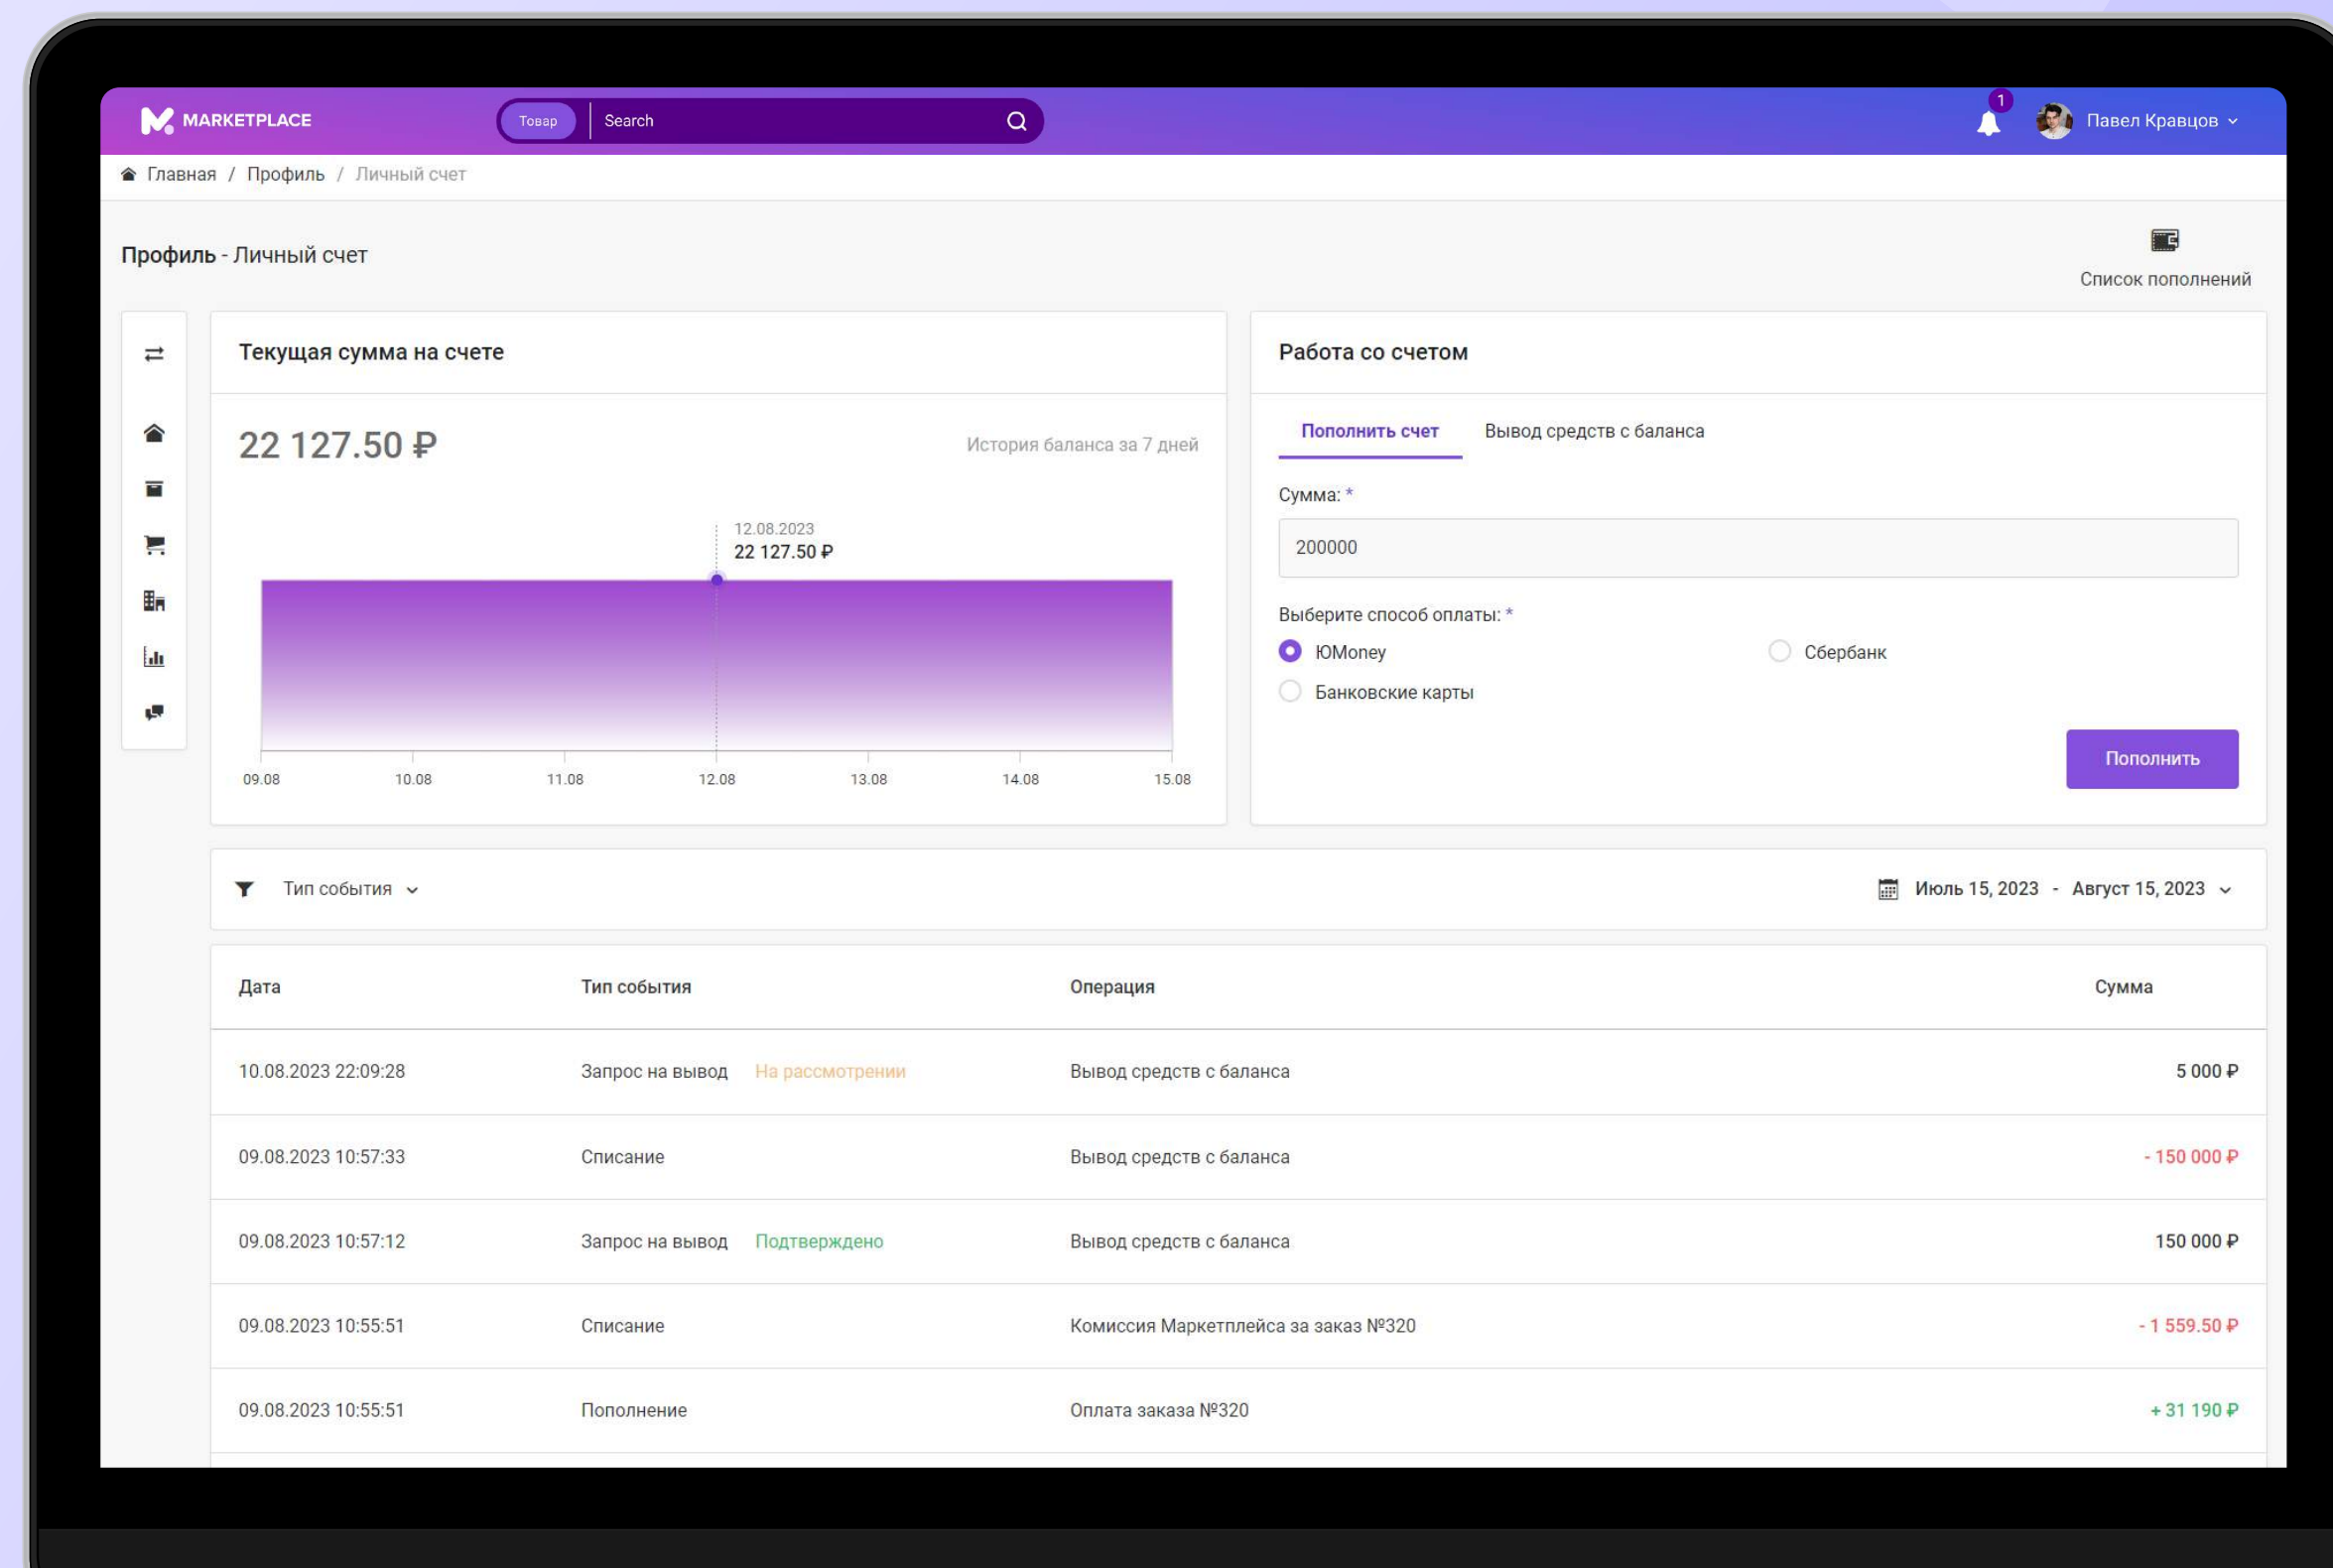 MARKETPLACE
Товар
Search
1
Павел Кравцов
Главная / Профиль / Личный счет
Профиль - Личный счет
Список пополнений
Текущая сумма на счете
22 127.50 ₽
История баланса за 7 дней
12.08.2023
22 127.50 ₽
09.08 10.08 11.08 12.08 13.08 14.08 15.08
Работа со счетом
Пополнить счет Вывод средств с баланса
Сумма: *
200000
Выберите способ оплаты: *
ЮMoney Сбербанк
Банковские карты
Пополнить
Тип события
Июль 15, 2023 - Август 15, 2023
Дата Тип события Операция Сумма
10.08.2023 22:09:28 Запрос на вывод На рассмотрении Вывод средств с баланса 5 000 ₽
09.08.2023 10:57:33 Списание Вывод средств с баланса - 150 000 ₽
09.08.2023 10:57:12 Запрос на вывод Подтверждено Вывод средств с баланса 150 000 ₽
09.08.2023 10:55:51 Списание Комиссия Маркетплейса за заказ №320 - 1 559.50 ₽
09.08.2023 10:55:51 Пополнение Оплата заказа №320 + 31 190 ₽